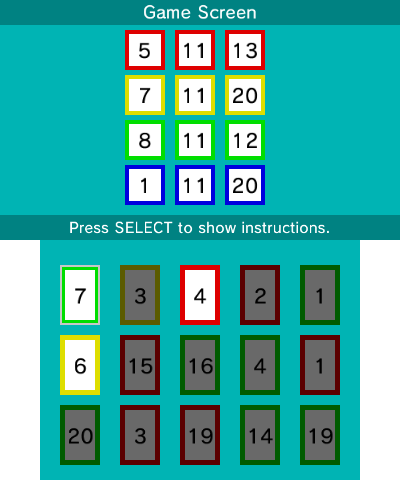 Game Screen
5 11 13
7 11 20
8 11 12
1 11 20
Press SELECT to show instructions.
7 3 4 2 1
6 15 16 4 1
20 3 19 14 19